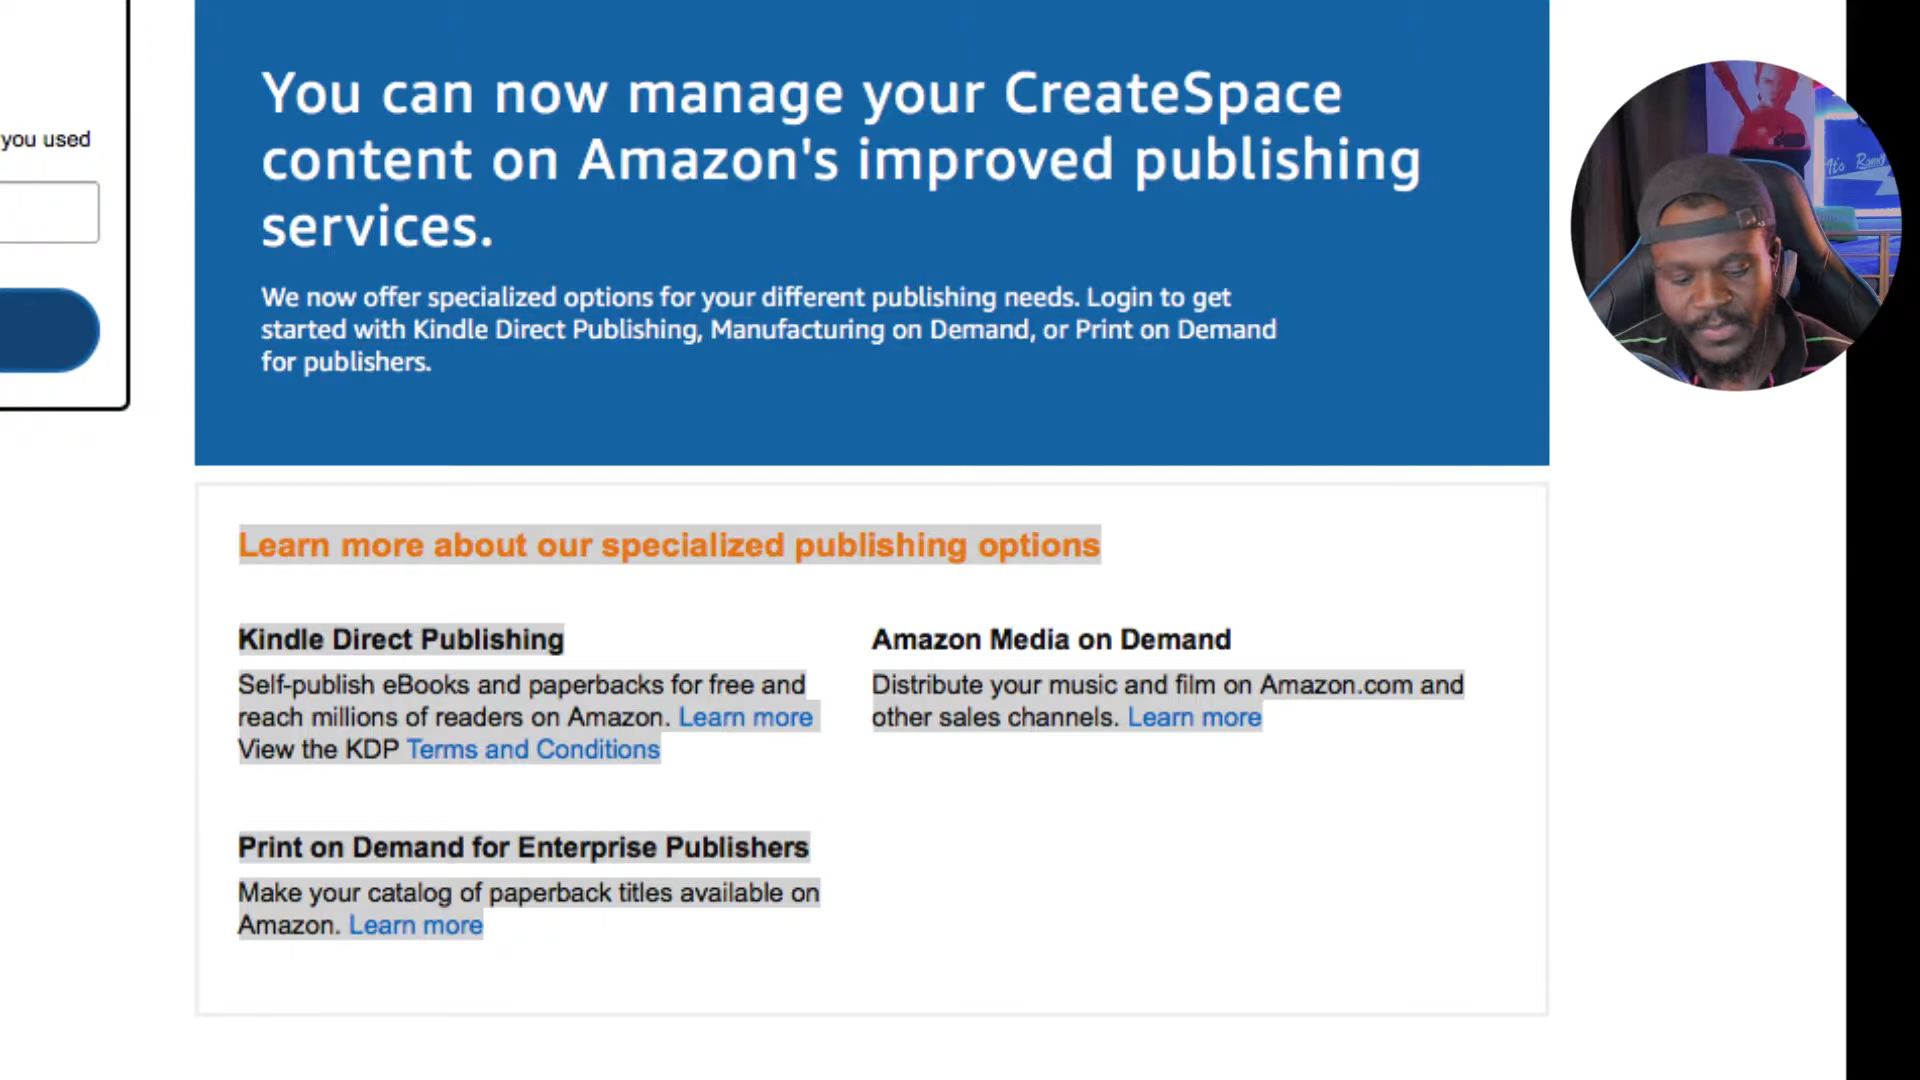 you used
You can now manage your CreateSpace
content on Amazon's improved publishing
services.
We now offer specialized options for your different publishing needs. Login to get
started with Kindle Direct Publishing, Manufacturing on Demand, or Print on Demand
for publishers.
It's
Learn more about our specialized publishing options
Kindle Direct Publishing
Self-publish eBooks and paperbacks for free and
reach millions of readers on Amazon. Learn more
View the KDP Terms and Conditions
Amazon Media on Demand
Distribute your music and film on Amazon.com and
other sales channels. Learn more
Print on Demand for Enterprise Publishers
Make your catalog of paperback titles available on
Amazon. Learn more